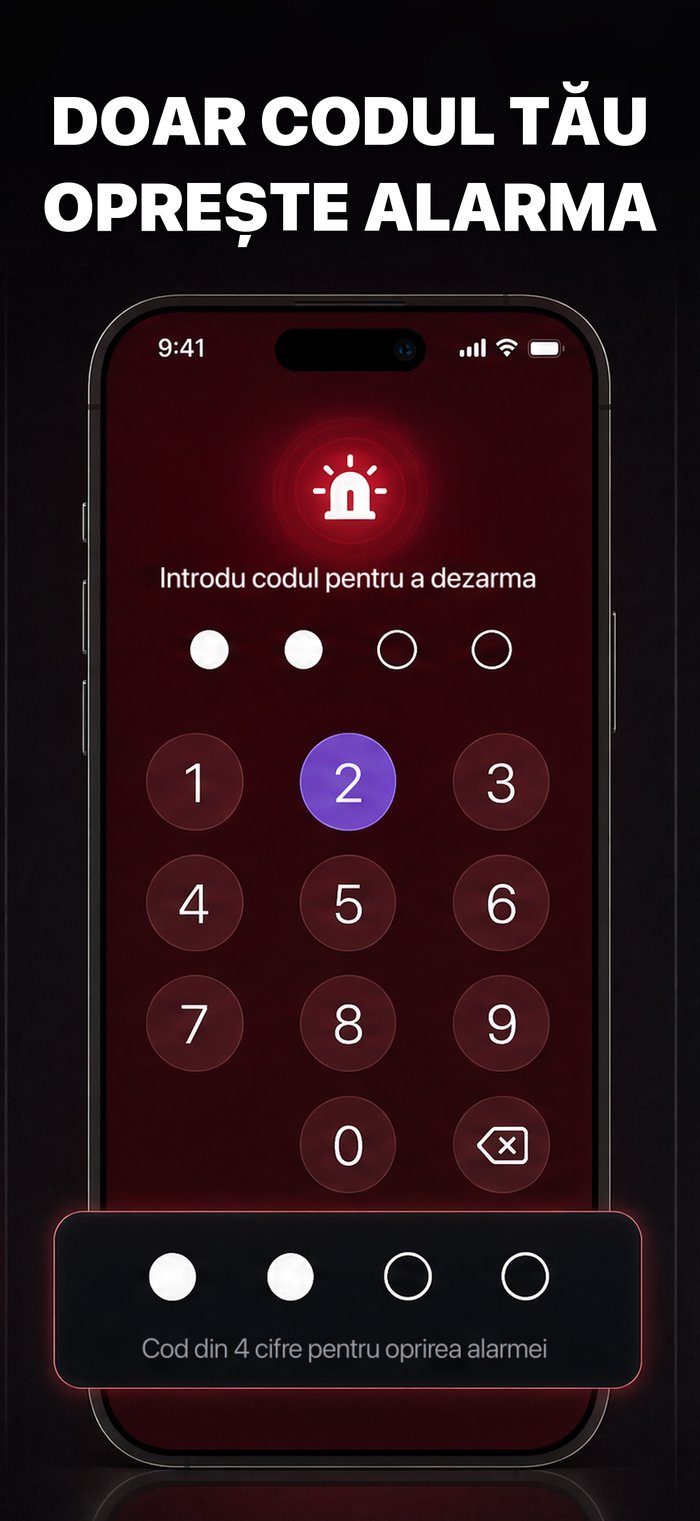 DOAR CODUL TĂU
OPREȘTE ALARMA
9:41
Introdu codul pentru a dezarma
1 2 3
4 5 6
7 8 9
0
Cod din 4 cifre pentru oprirea alarmei